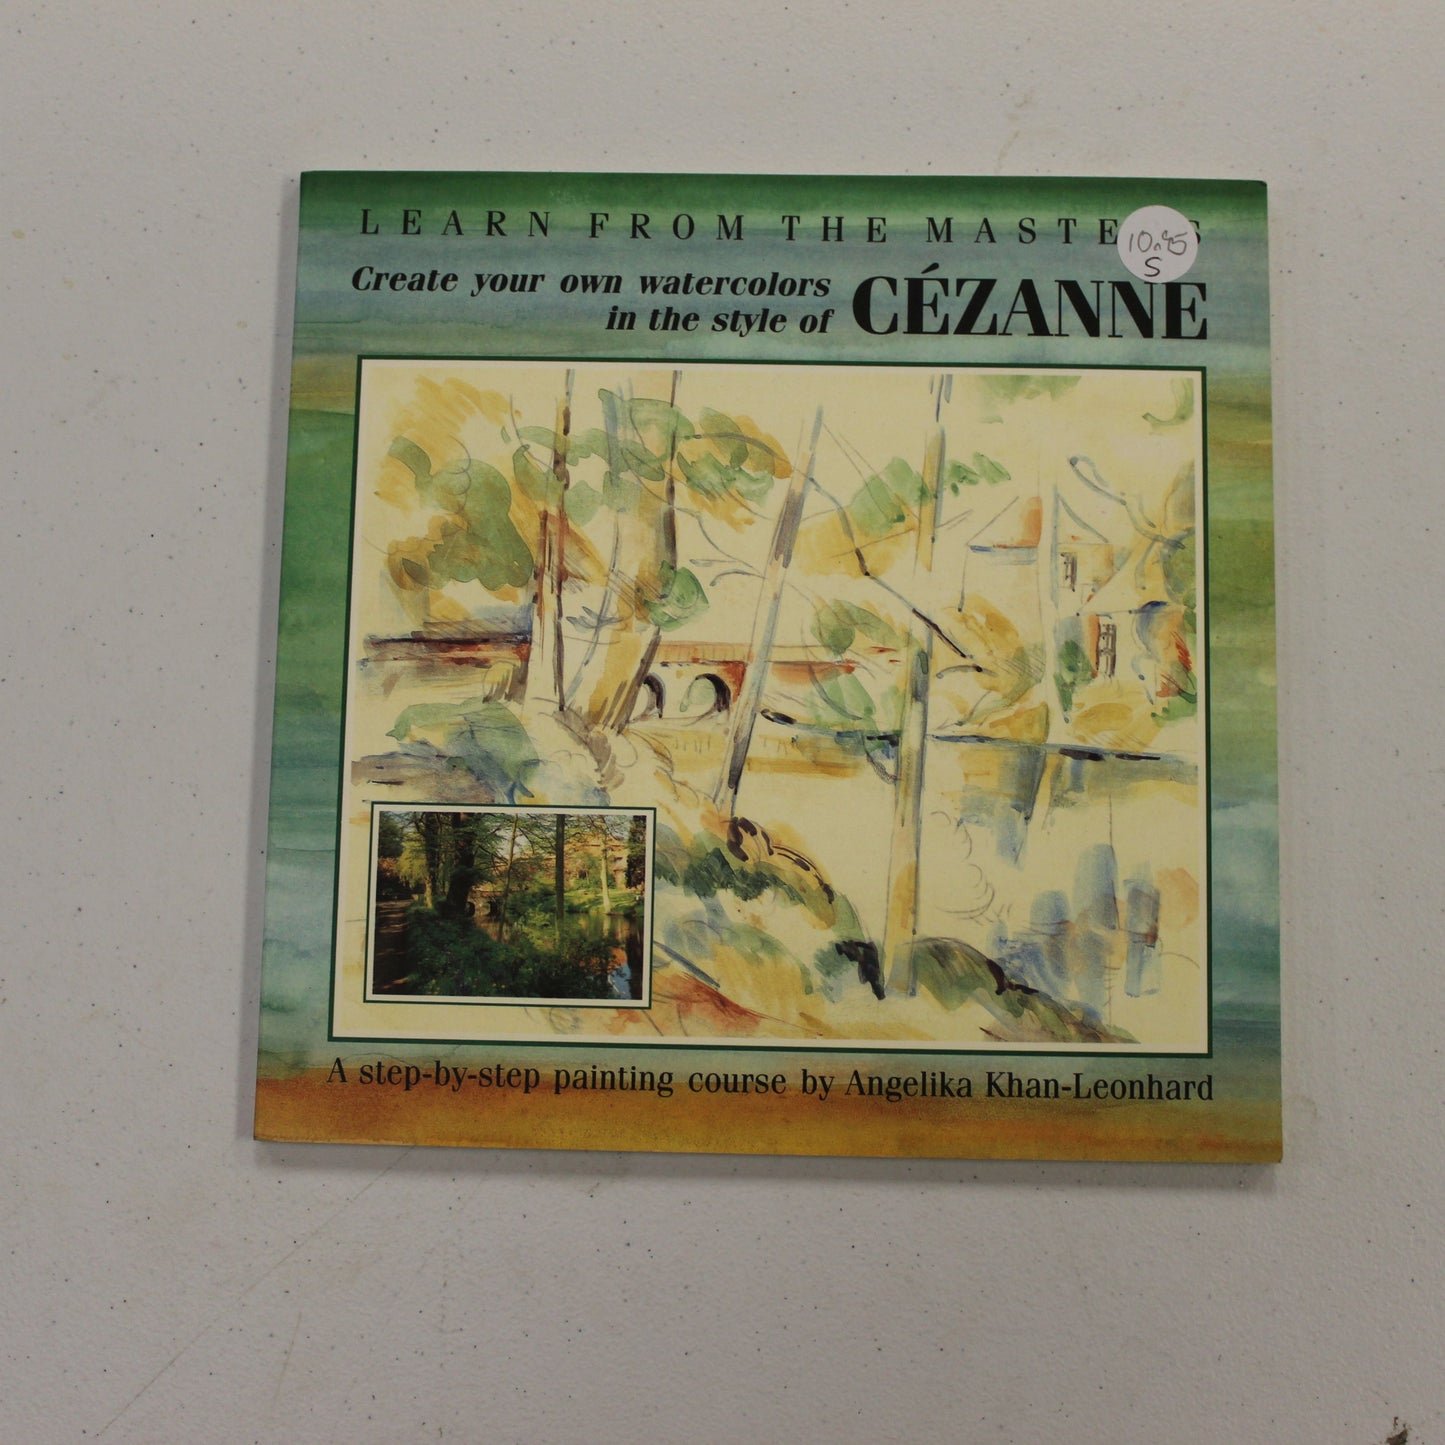 LEARN FROM THE MASTERS
Create your own watercolors
in the style of CÉZANNE
10.95
S
A step-by-step painting course by Angelika Khan-Leonhard